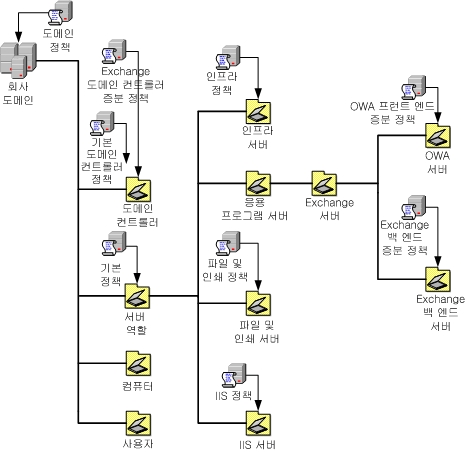 도메인
정책
회사
도메인
Exchange
도메인 컨트롤러
증분 정책
기본
도메인
컨트롤러
정책
도메인
컨트롤러
기본
정책
서버
역할
컴퓨터
사용자
인프라
정책
인프라
서버
응용
프로그램 서버
파일 및
인쇄 정책
파일 및
인쇄 서버
IIS 정책
IIS 서버
Exchange
서버
OWA 프런트 엔드
증분 정책
OWA
서버
Exchange
백 엔드
증분 정책
Exchange
백 엔드
서버